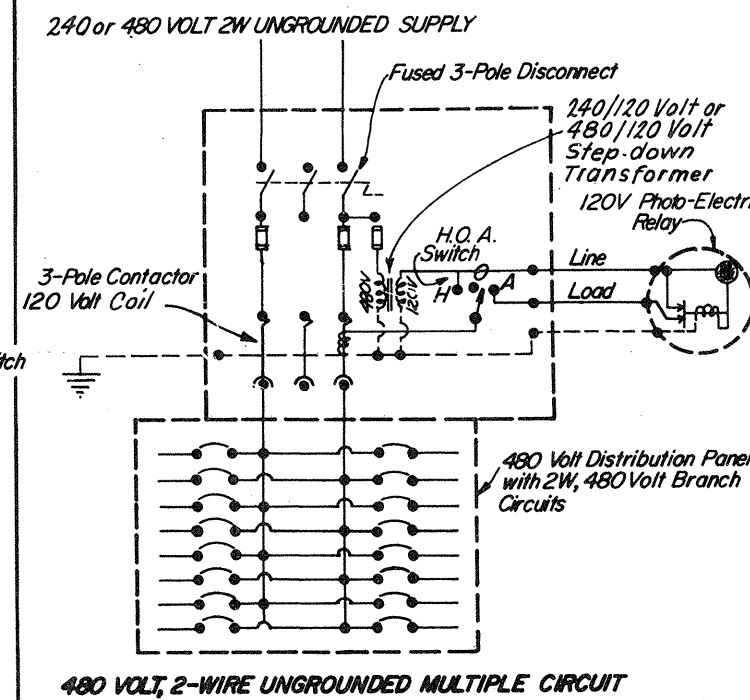 240 or 480 VOLT 2W UNGROUNDED SUPPLY
Fused 3-Pole Disconnect
240/120 Volt or
480/120 Volt
Step-down
Transformer
120V Photo-Electri
Relay
H.O.A.
Switch
O
H
A
Line
Load
480V
120V
3-Pole Contactor
120 Volt Coil
tch
480 Volt Distribution Panel
with 2W, 480 Volt Branch
Circuits
480 VOLT, 2-WIRE UNGROUNDED MULTIPLE CIRCUIT